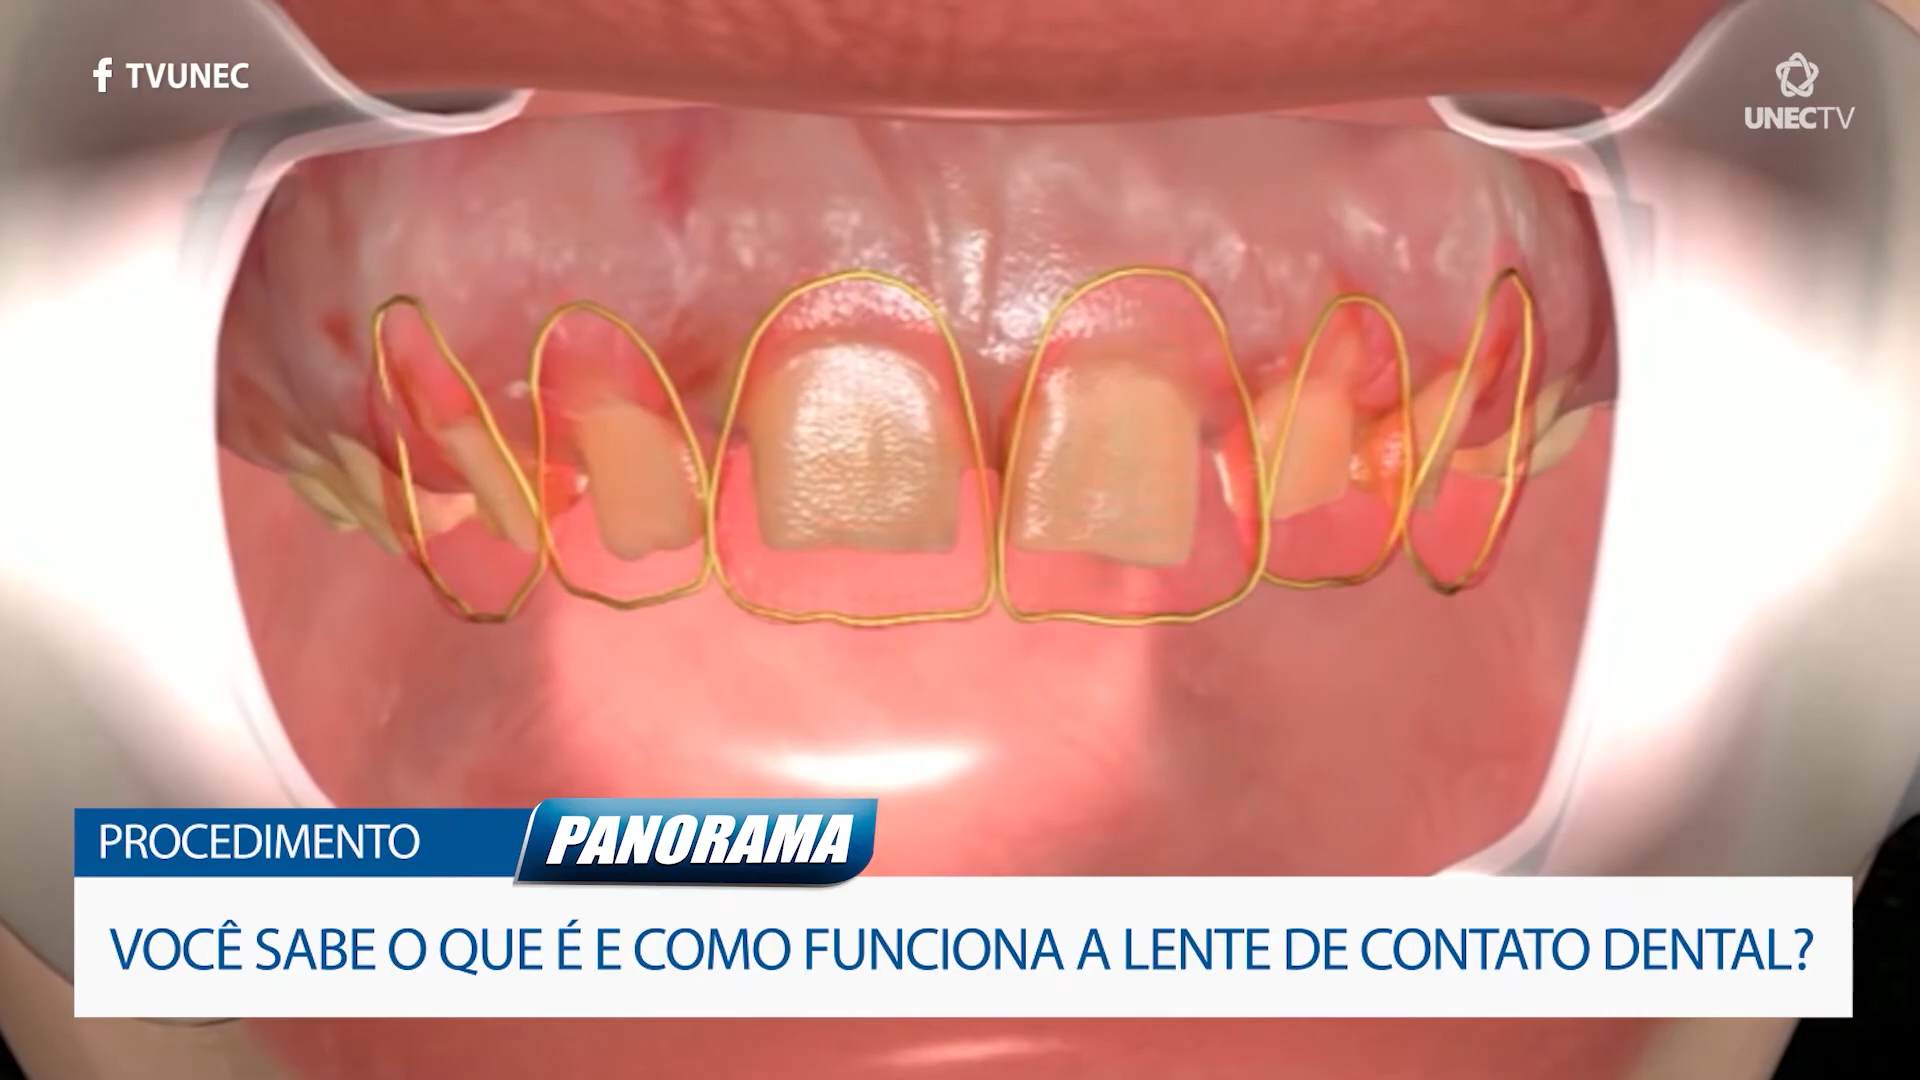 TVUNEC
UNECTV
PROCEDIMENTO
PANORAMA
VOCÊ SABE O QUE É E COMO FUNCIONA A LENTE DE CONTATO DENTAL?